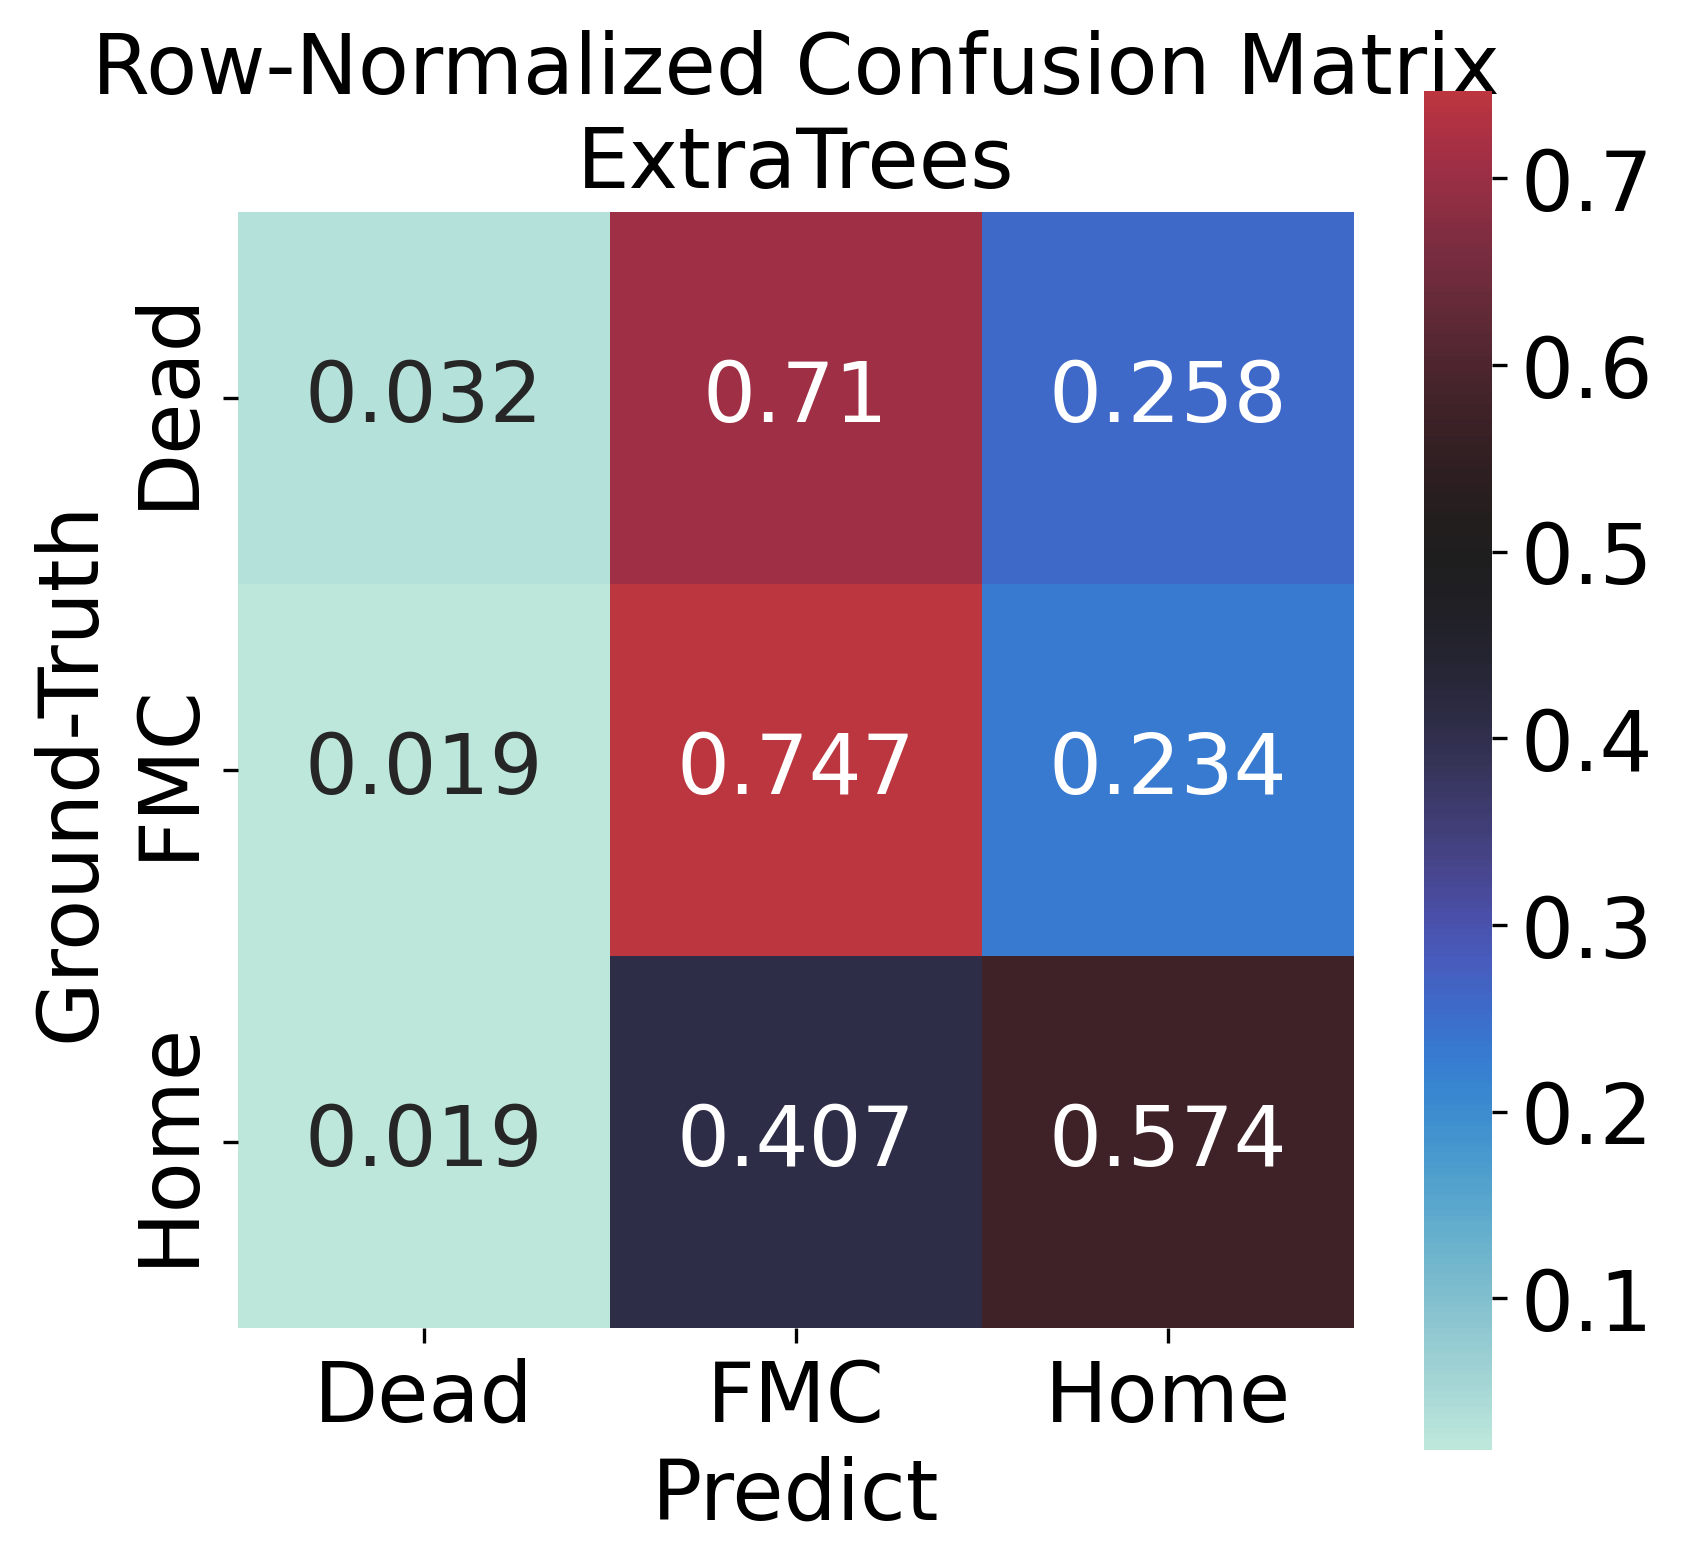 Row-Normalized Confusion Matrix
ExtraTrees
Ground-Truth
Dead
0.032 0.71 0.258
FMC
0.019 0.747 0.234
Home
0.019 0.407 0.574
Dead FMC Home
Predict
0.7
0.6
0.5
0.4
0.3
0.2
0.1